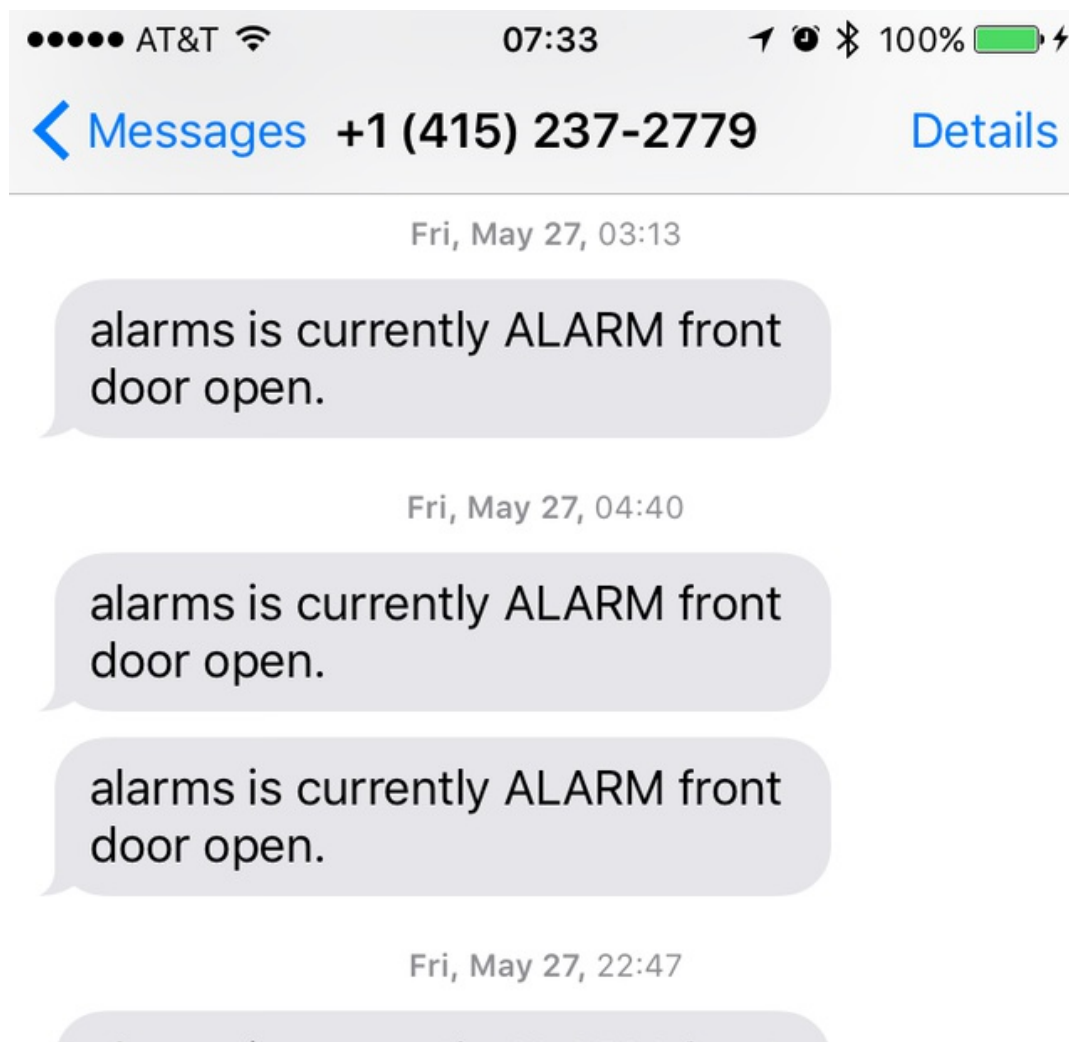 AT&T 07:33 100%
Messages +1 (415) 237-2779 Details
Fri, May 27, 03:13
alarms is currently ALARM front
door open.
Fri, May 27, 04:40
alarms is currently ALARM front
door open.
alarms is currently ALARM front
door open.
Fri, May 27, 22:47